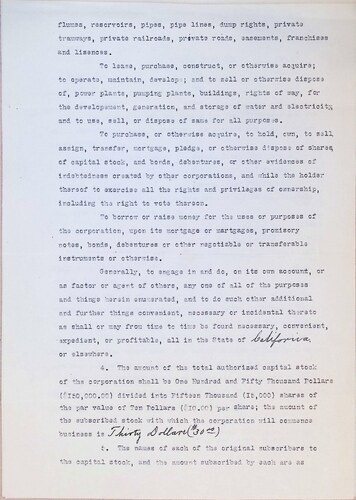 flumes, reservoirs, pipes, pipe lines, dump rights, private
tramways, private railroads, private roads, easements, franchises
and licences.
To lease, purchase, construct, or otherwise acquire;
to operate, maintain, develop; and to sell or otherwise dispose
of, power plants, pumping plants, buildings, rights of way, for
the development, generation, and storage of water and electricity
and to use, sell, or dispose of same for all purposes.
To purchase, or otherwise acquire, to hold, own, to sell
assign, transfer, mortgage, pledge, or otherwise dispose of shares
of capital stock, and bonds, debentures, or other evidences of
indebtedness created by other corporations, and while the holder
thereof to exercise all the rights and privileges of ownership,
including the right to vote thereon.
To borrow or raise money for the uses or purposes of
the corporation, upon its mortgage or mortgages, promisory
notes, bonds, debentures or other negotiable or transferable
instruments or otherwise.
Generally, to engage in and do, on its own account, or
as factor or agent of others, any one of all of the purposes
and things herein enumerated, and to do such other additional
and further things convenient, necessary or incidental thereto
as shall or may from time to time be found necessary, convenient,
expedient, or profitable, all in the State of California
or elsewhere.
4. The amount of the total authorized capital stock
of the corporation shall be One Hundred and Fifty Thousand Dollars
($150,000.00) divided into Fifteen Thousand (15,000) shares of
the par value of Ten Dollars ($10.00) per share; the amount of
the subscribed stock with which the corporation will commence
business is Thirty Dollars ($30.00)
5. The names of each of the original subscribers to
the capital stock, and the amount subscribed by each are as